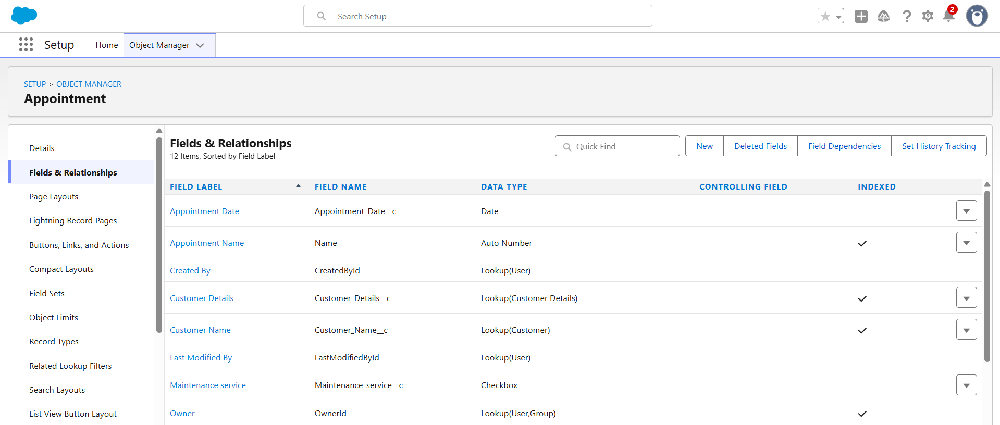 Search Setup
2
Setup
Home
Object Manager
SETUP > OBJECT MANAGER
Appointment
Details
Fields & Relationships
Page Layouts
Lightning Record Pages
Buttons, Links, and Actions
Compact Layouts
Field Sets
Object Limits
Record Types
Related Lookup Filters
Search Layouts
List View Button Layout
Fields & Relationships
12 Items, Sorted by Field Label
Quick Find
New
Deleted Fields
Field Dependencies
Set History Tracking
FIELD LABEL FIELD NAME DATA TYPE CONTROLLING FIELD INDEXED
Appointment Date Appointment_Date__c Date
Appointment Name Name Auto Number
Created By CreatedById Lookup(User)
Customer Details Customer_Details__c Lookup(Customer Details)
Customer Name Customer_Name__c Lookup(Customer)
Last Modified By LastModifiedById Lookup(User)
Maintenance service Maintenance_service__c Checkbox
Owner OwnerId Lookup(User,Group)